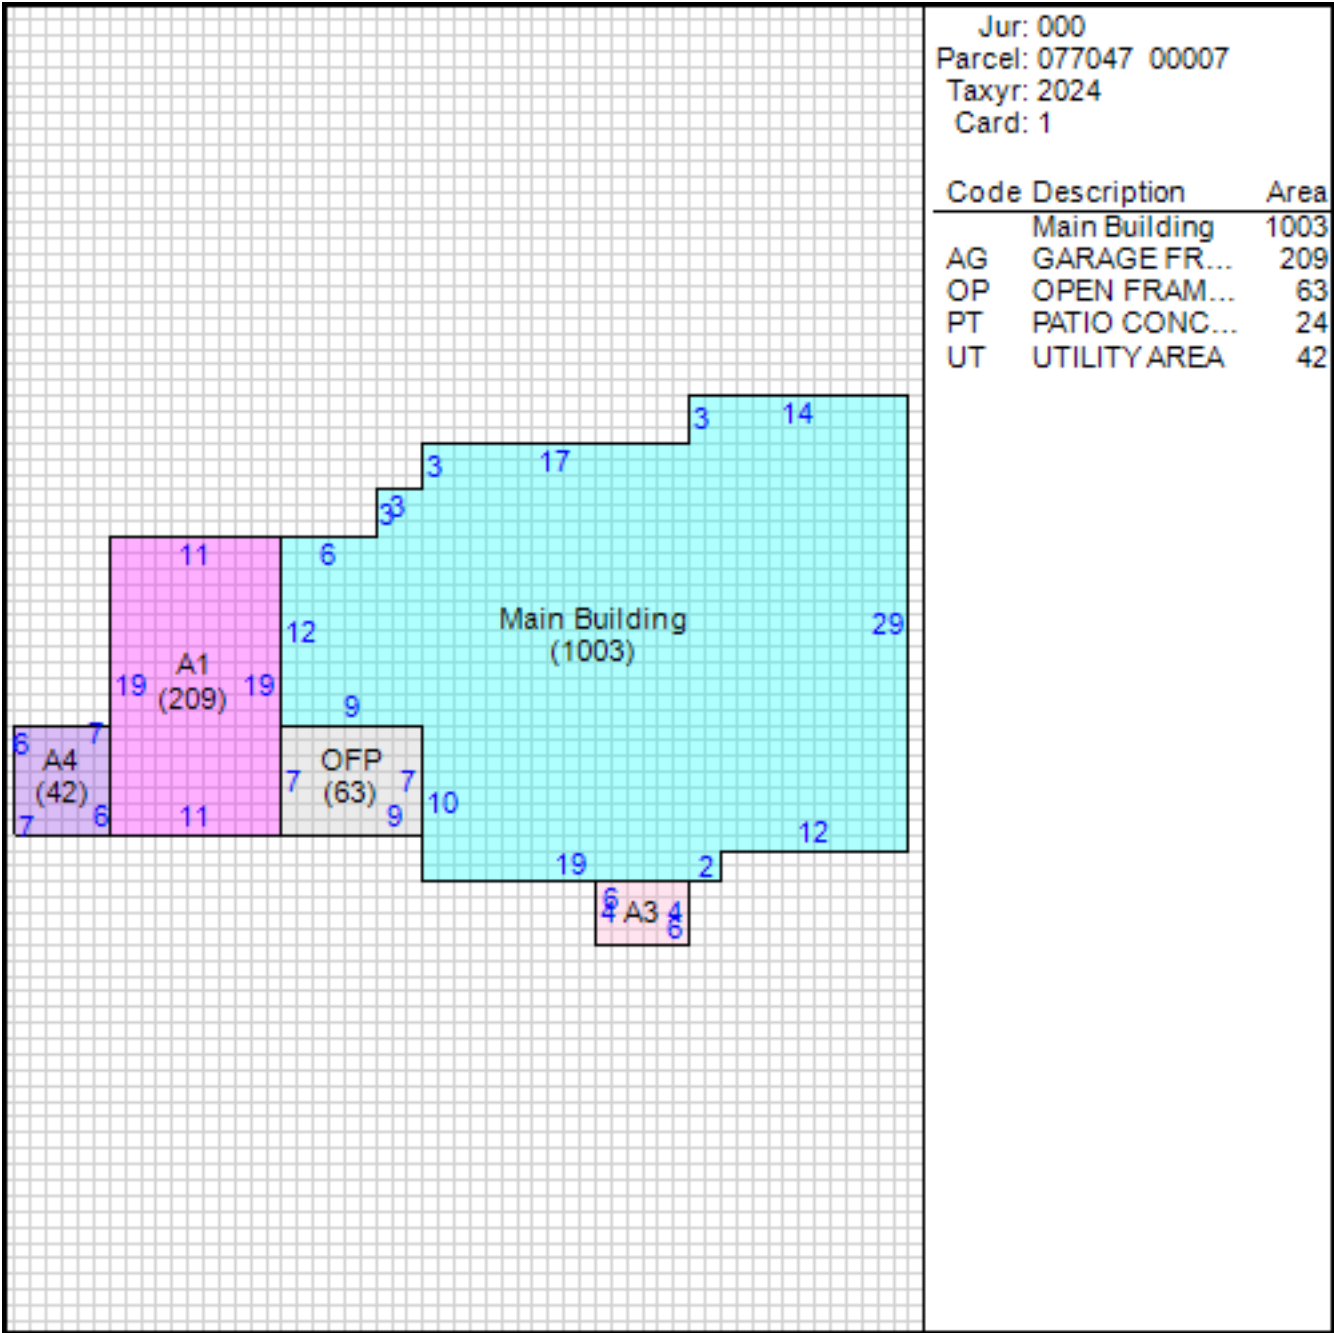 Jur: 000
Parcel: 077047 00007
Taxyr: 2024
Card: 1
Code Description Area
Main Building 1003
AG GARAGE FR... 209
OP OPEN FRAM... 63
PT PATIO CONC... 24
UT UTILITY AREA 42
3 14
3 17
3 3
11 6
12
Main Building
(1003)
29
19 A1 19
(209)
9
6 7
A4
(42)
7 6
11
OFP
(63)
7 7
9
10
12
19 2
6
4 A3 4
6